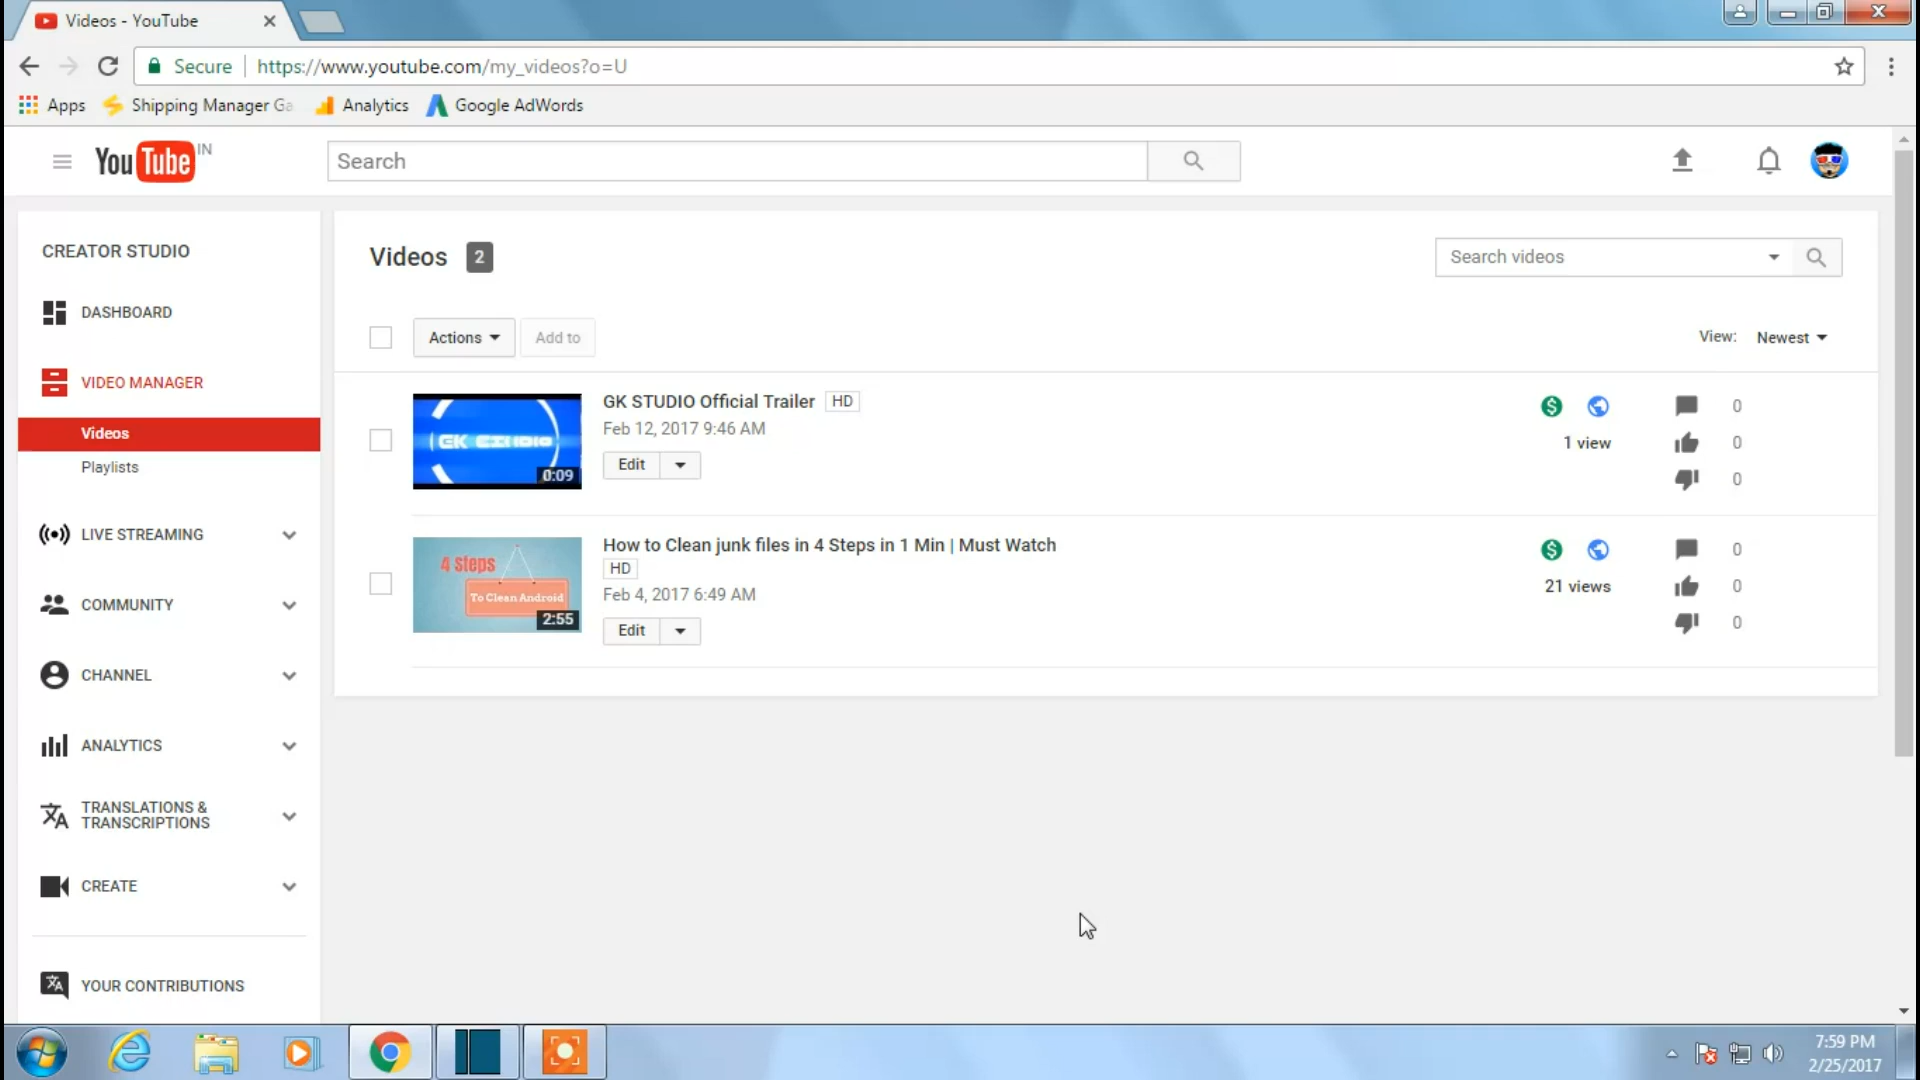 Videos - YouTube
Secure
https://www.youtube.com/my_videos?o=U
Apps
Shipping Manager Ga
Analytics
Google AdWords
YouTube IN
Search
CREATOR STUDIO
DASHBOARD
VIDEO MANAGER
Videos
Playlists
LIVE STREAMING
COMMUNITY
CHANNEL
ANALYTICS
TRANSLATIONS &
TRANSCRIPTIONS
CREATE
YOUR CONTRIBUTIONS
Videos 2
Search videos
Actions
Add to
View: Newest
GK STUDIO
0:09
GK STUDIO Official Trailer HD
Feb 12, 2017 9:46 AM
Edit
1 view
0
0
0
4 Steps
To Clean Android
2:55
How to Clean junk files in 4 Steps in 1 Min | Must Watch
HD
Feb 4, 2017 6:49 AM
Edit
21 views
0
0
0
7:59 PM
2/25/2017